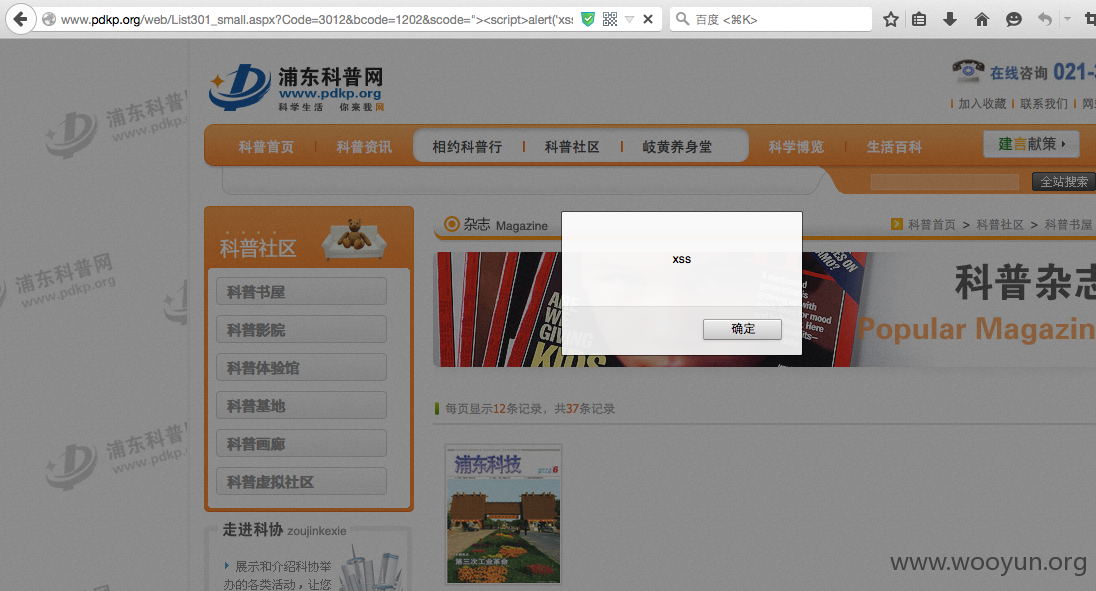 www.pdkp.org/web/List301_small.aspx?Code=3012&bcode=1202&scode="><script>alert('xss
百度 <⌘K>
浦东科普网
www.pdkp.org
科学生活 你来我网
在线咨询 021-
加入收藏 联系我们
科普首页 科普资讯 相约科普行 科普社区 岐黄养身堂 科学博览 生活百科 建言献策
全站搜索
科普社区
杂志 Magazine
科普首页 > 科普社区 > 科普书屋
xss
确定
科普书屋
科普影院
科普体验馆
科普基地
科普画廊
科普虚拟社区
ARE
GIVING
KIDS
科普杂志
Popular Magazin
每页显示12条记录，共37条记录
浦东科技
6
第三次工业革命
走进科协 zoujinkexie
展示和介绍科协举
办的各类活动，让您
浦东科普网
www.pdkp.org
www.wooyun.org